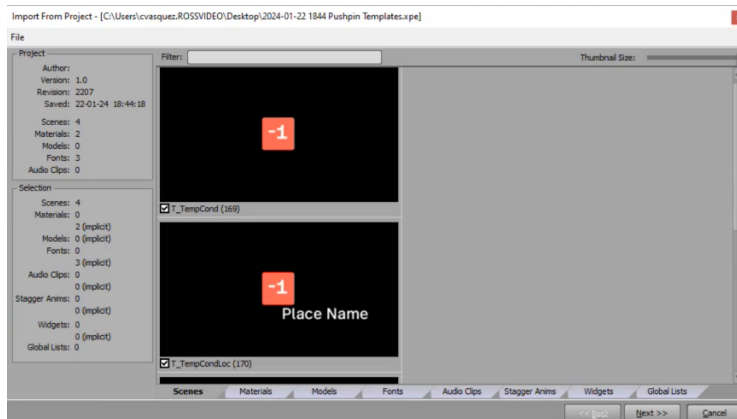 Import From Project - [C:\Users\cvasquez.ROSSVIDEO\Desktop\2024-01-22 1844 Pushpin Templates.xpe]
File
Project
Author:
Version: 1.0
Revision: 2207
Saved: 22-01-24 18:44:18
Scenes: 4
Materials: 2
Models: 0
Fonts: 3
Audio Clips: 0
Selection
Scenes: 4
Materials: 0
2 (implicit)
Models: 0 (implicit)
Fonts: 0
3 (implicit)
Audio Clips: 0
0 (implicit)
Stagger Anims: 0
0 (implicit)
Widgets: 0
0 (implicit)
Global Lists: 0
Filter:
Thumbnail Size:
-1
T_TempCond (169)
-1
Place Name
T_TempCondLoc (170)
Scenes Materials Models Fonts Audio Clips Stagger Anims Widgets Global Lists
<< Back Next >> Cancel